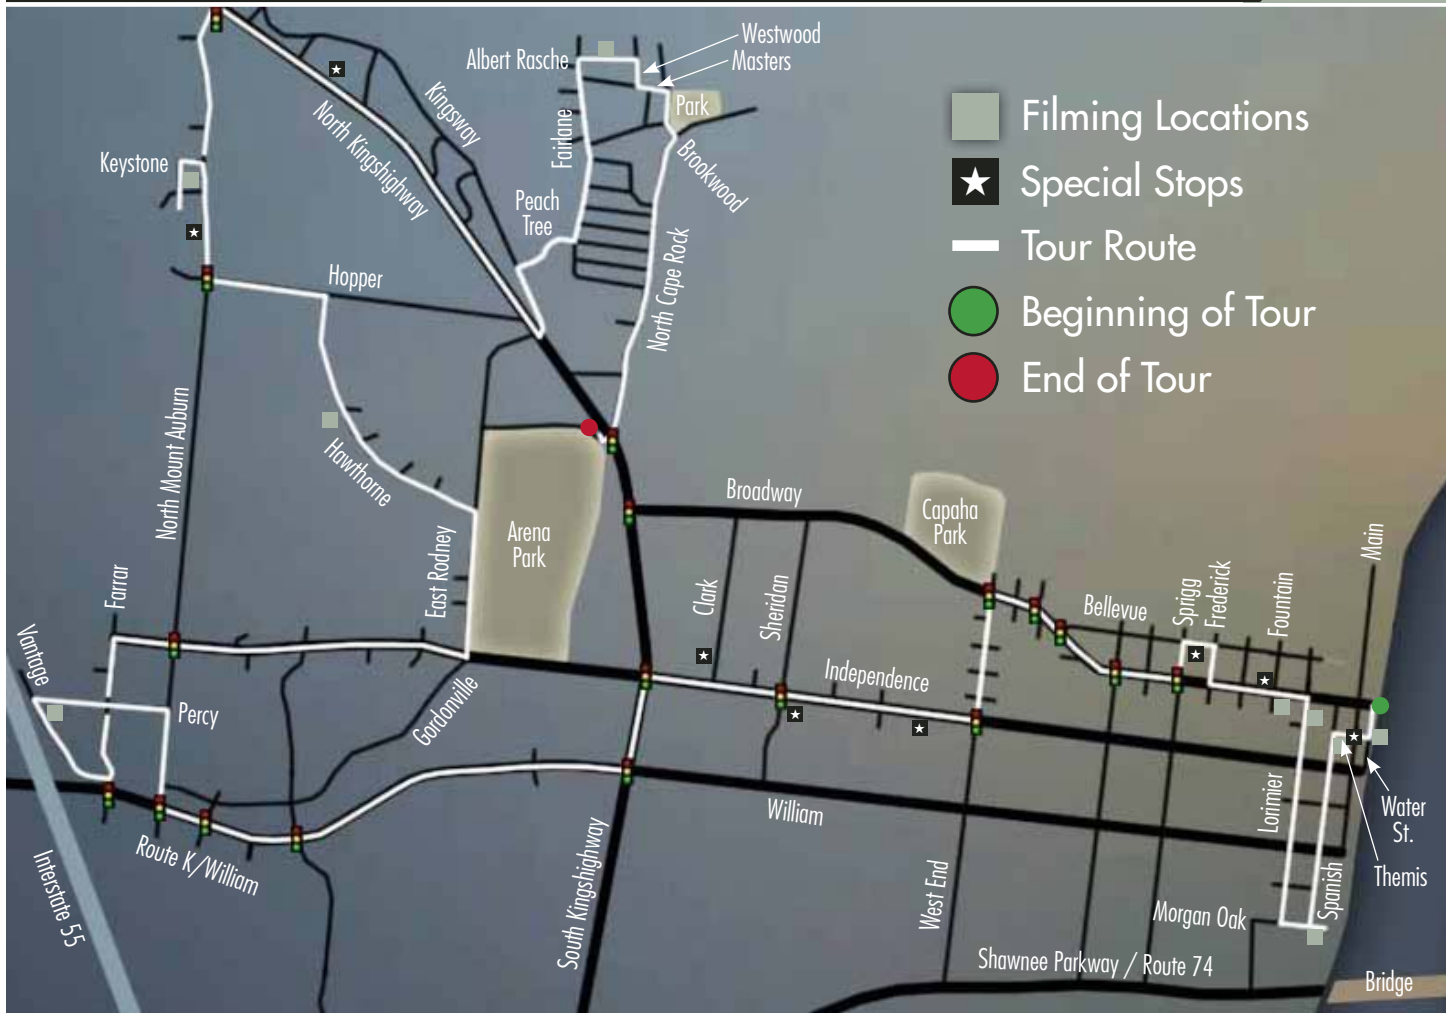 Westwood
Albert Rasche
Masters
Kingsway
Park
North Kingshighway
Fairlane
Keystone
Brookwood
Peach
Tree
Hopper
North Cape Rock
Filming Locations
Special Stops
Tour Route
Beginning of Tour
End of Tour
North Mount Auburn
Hawthorne
Broadway
Capaha
Park
Arena
Park
East Rodney
Main
Farrar
Clark
Sheridan
Bellevue
Sprigg
Frederick
Fountain
Vantage
Independence
Percy
Gordonville
William
Lorimier
Water
St.
Route K/William
Interstate 55
South Kingshighway
West End
Themis
Spanish
Morgan Oak
Shawnee Parkway / Route 74
Bridge